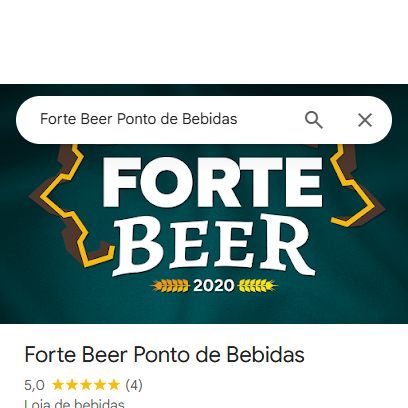 Forte Beer Ponto de Bebidas
FORTE
BEER
2020
Forte Beer Ponto de Bebidas
5,0 (4)
Loja de bebidas